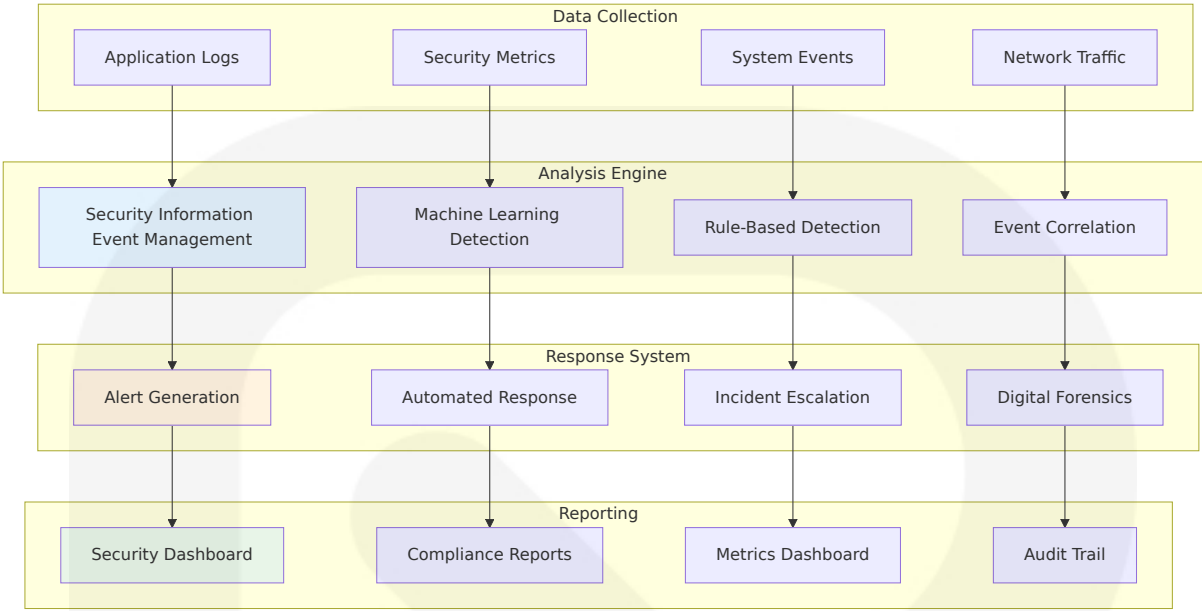 Data Collection
Application Logs
Security Metrics
System Events
Network Traffic
Analysis Engine
Security Information
Event Management
Machine Learning
Detection
Rule-Based Detection
Event Correlation
Response System
Alert Generation
Automated Response
Incident Escalation
Digital Forensics
Reporting
Security Dashboard
Compliance Reports
Metrics Dashboard
Audit Trail